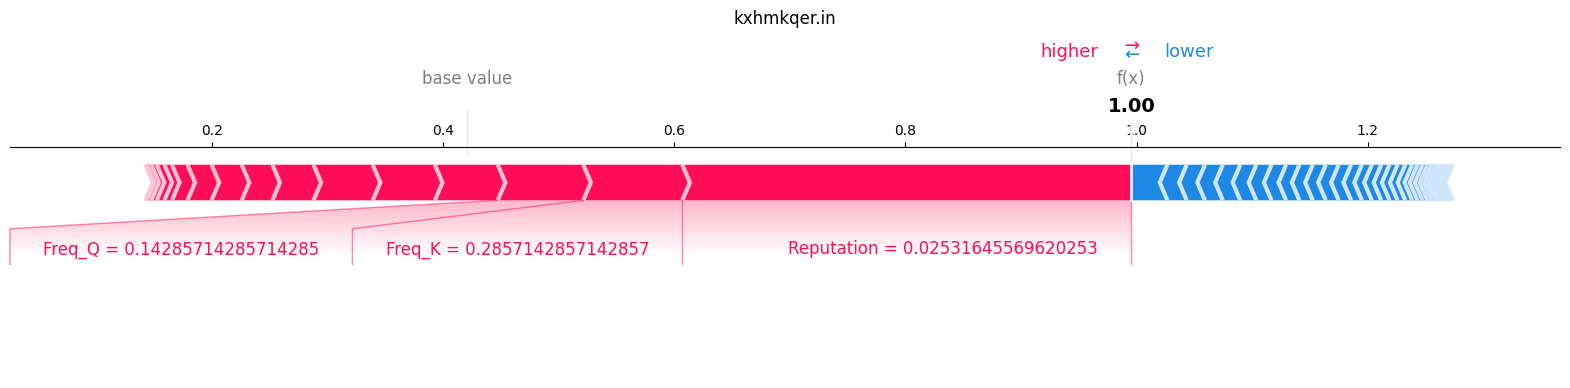 kxhmkqer.in
higher → ← lower
base value
f(x)
1.00
0.2 0.4 0.6 0.8 1.0 1.2
Freq_Q = 0.14285714285714285 Freq_K = 0.2857142857142857 Reputation = 0.02531645569620253